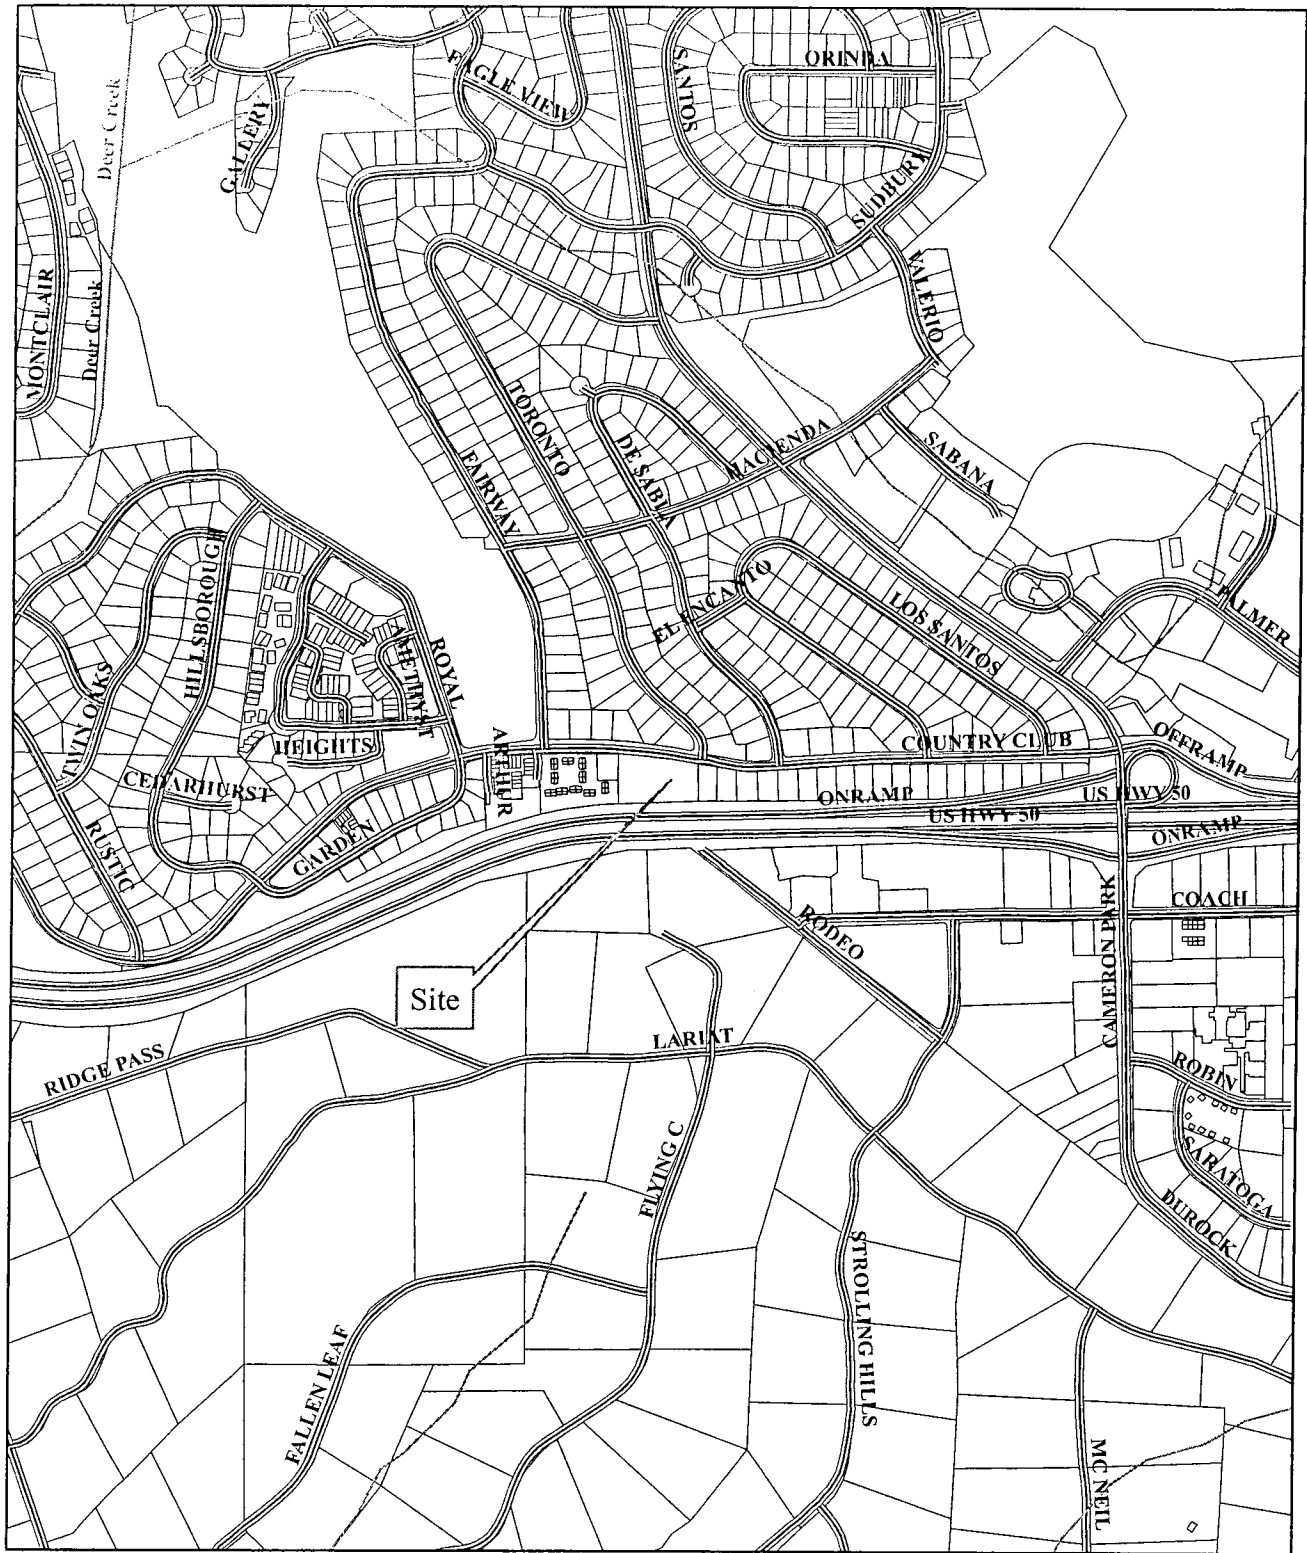 EAGLE VIEW
SANTOS
ORINDA
Deer Creek
GALLERY
SUDBURY
VALERIO
MONTCLAIR
Deer Creek
TORONTO
DE SABLA
HACIENDA
SABANA
FAIRWAY
HILLSBOROUGH
EL ENCANTO
LOS SANTOS
PALMER
AMETHYST
ROYAL
TWIN OAKS
HEIGHTS
ARTHUR
COUNTRY CLUB
OFFRAMP
CEDARHURST
ONRAMP
US HWY 50
US HWY 50
ONRAMP
RUSTIC
GARDEN
COACH
RODEO
CAMERON PARK
Site
LARIAT
RIDGE PASS
ROBIN
FLYING C
SARATOGA
DUROCK
STROLLING HILLS
FALLEN LEAF
MC NEIL